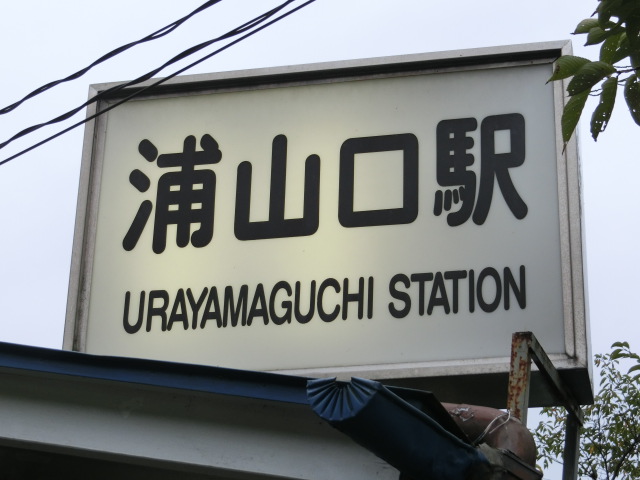 浦山口駅
URAYAMAGUCHI STATION